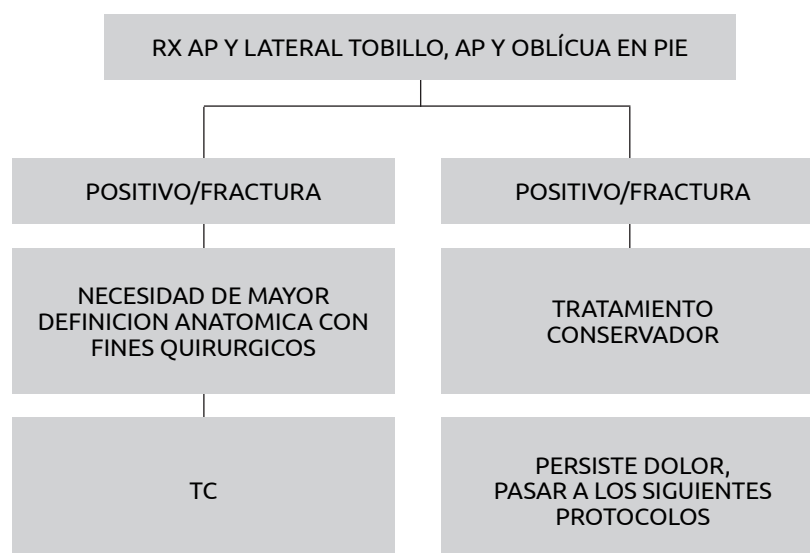 RX AP Y LATERAL TOBILLO, AP Y OBLÍCUA EN PIE
POSITIVO/FRACTURA
POSITIVO/FRACTURA
NECESIDAD DE MAYOR
DEFINICION ANATOMICA CON
FINES QUIRURGICOS
TRATAMIENTO
CONSERVADOR
TC
PERSISTE DOLOR,
PASAR A LOS SIGUIENTES
PROTOCOLOS